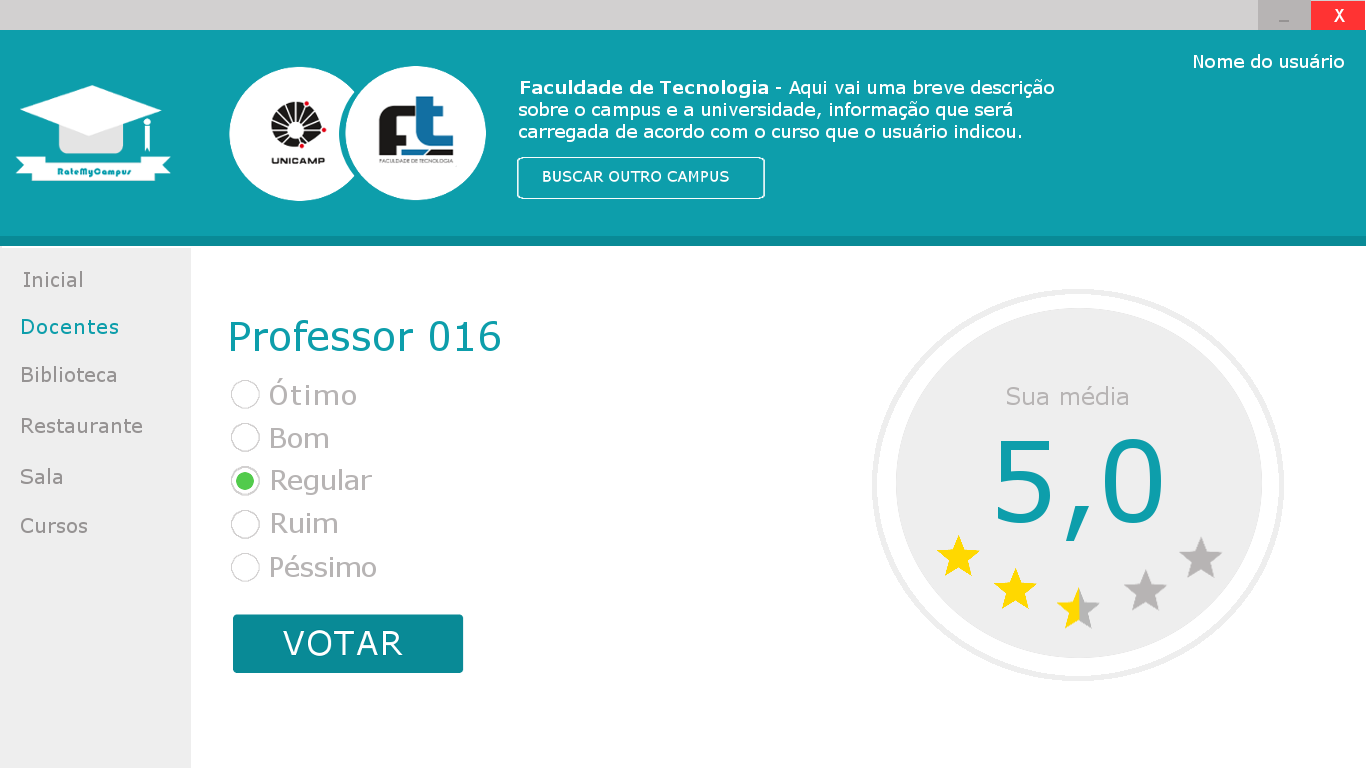 _ X
Nome do usuário
RateMyCampus
UNICAMP
FACULDADE DE TECNOLOGIA
Faculdade de Tecnologia - Aqui vai uma breve descrição
sobre o campus e a universidade, informação que será
carregada de acordo com o curso que o usuário indicou.
BUSCAR OUTRO CAMPUS
Inicial
Docentes
Biblioteca
Restaurante
Sala
Cursos
Professor 016
Ótimo
Bom
Regular
Ruim
Péssimo
VOTAR
Sua média
5,0